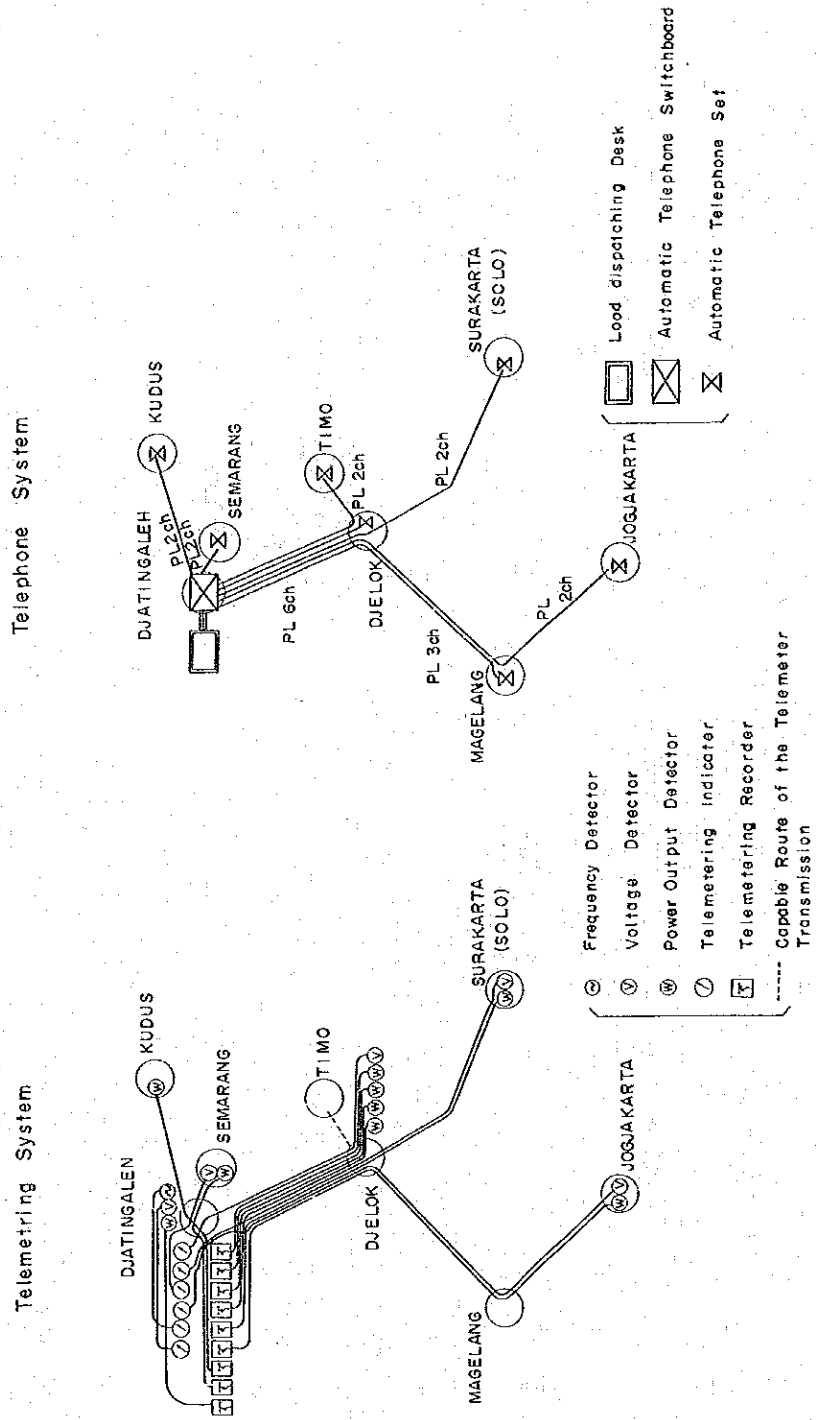 Telemetring System
DJATINGALEN
KUDUS
SEMARANG
TIMO
DJELOK
SURAKARTA
(SOLO)
MAGELANG
JOGJAKARTA
W
V
~
W
V
W
W
W
W
W
V
V
W
V
W
V
~ Frequency Detector
V Voltage Detector
W Power Output Detector
Telemetering Indicater
Telemetering Recorder
Capable Route of the Telemeter
Transmission
Telephone System
DJATINGALEH
KUDUS
PL2ch
PL2ch
SEMARANG
TIMO
PL 6ch
PL 2ch
DJELOK
PL 2ch
SURAKARTA
(SOLO)
PL 3ch
MAGELANG
PL 2ch
JOGJAKARTA
Load dispatching Desk
Automatic Telephone Switchboard
Automatic Telephone Set